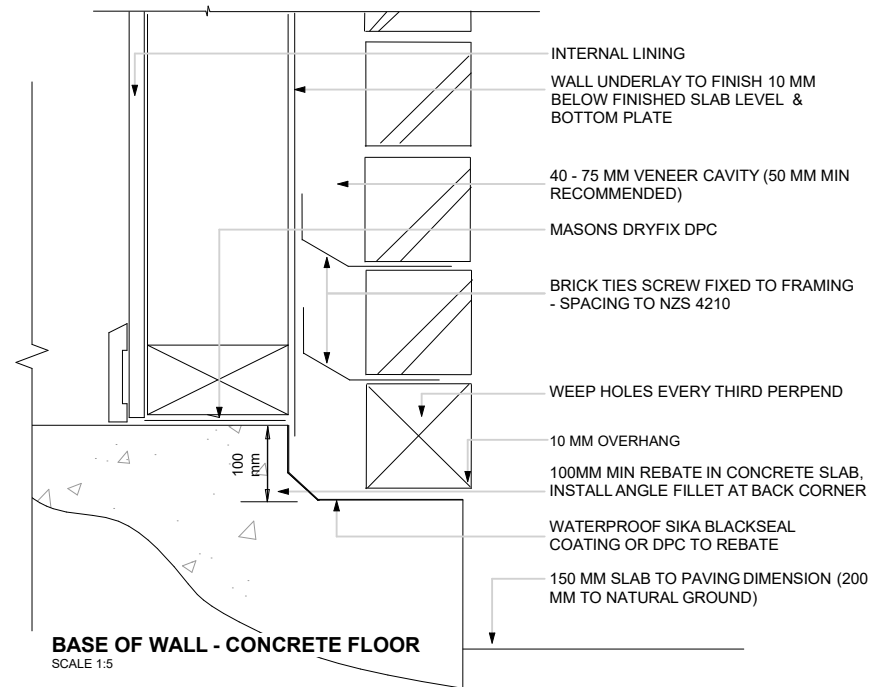 INTERNAL LINING
WALL UNDERLAY TO FINISH 10 MM
BELOW FINISHED SLAB LEVEL &
BOTTOM PLATE
40 - 75 MM VENEER CAVITY (50 MM MIN
RECOMMENDED)
MASONS DRYFIX DPC
BRICK TIES SCREW FIXED TO FRAMING
- SPACING TO NZS 4210
WEEP HOLES EVERY THIRD PERPEND
10 MM OVERHANG
100MM MIN REBATE IN CONCRETE SLAB,
INSTALL ANGLE FILLET AT BACK CORNER
WATERPROOF SIKA BLACKSEAL
COATING OR DPC TO REBATE
150 MM SLAB TO PAVING DIMENSION (200
MM TO NATURAL GROUND)
100
mm
BASE OF WALL - CONCRETE FLOOR
SCALE 1:5